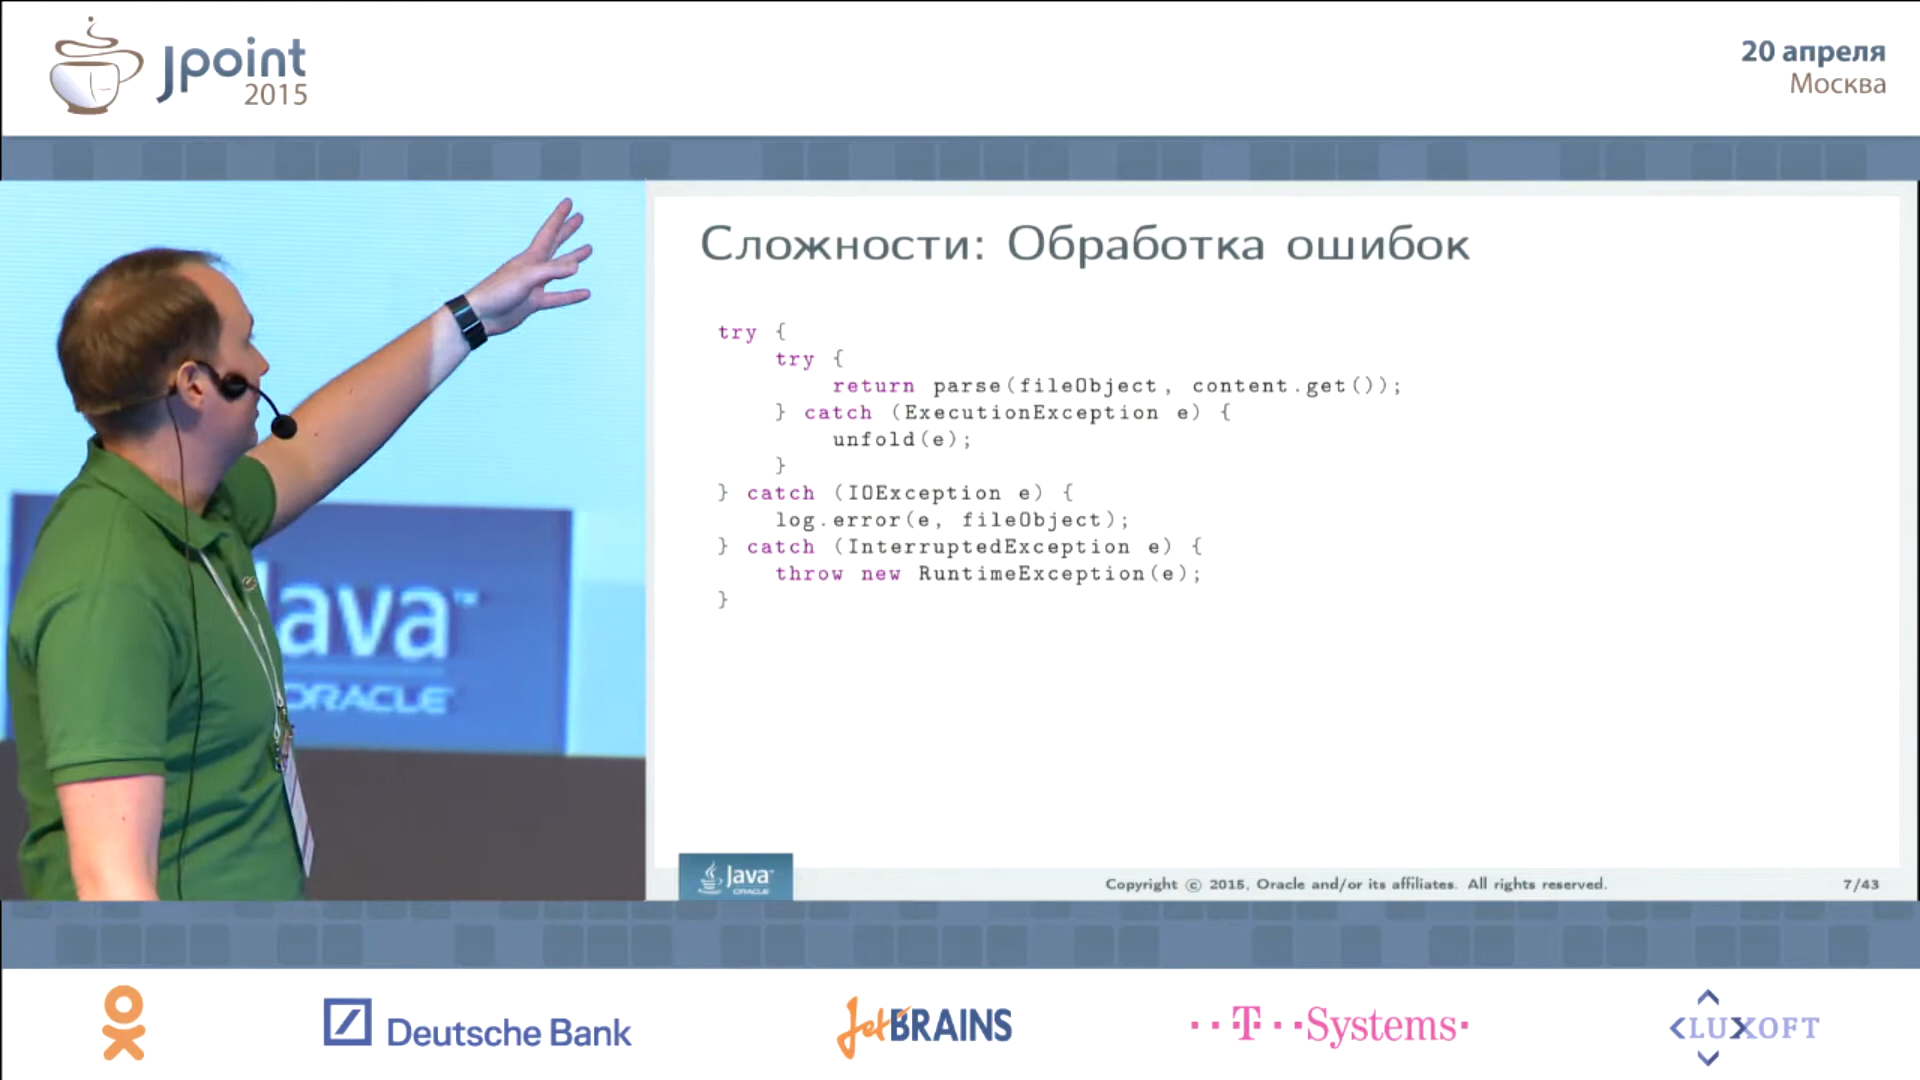 Jpoint
2015
20 апреля
Москва
Java™
ORACLE
Сложности: Обработка ошибок
try {
    try {
        return parse(fileObject, content.get());
    } catch (ExecutionException e) {
        unfold(e);
    }
} catch (IOException e) {
    log.error(e, fileObject);
} catch (InterruptedException e) {
    throw new RuntimeException(e);
}
Java
ORACLE
Copyright © 2015, Oracle and/or its affiliates. All rights reserved.
7/43
Deutsche Bank
JetBRAINS
··T··Systems·
LUXOFT